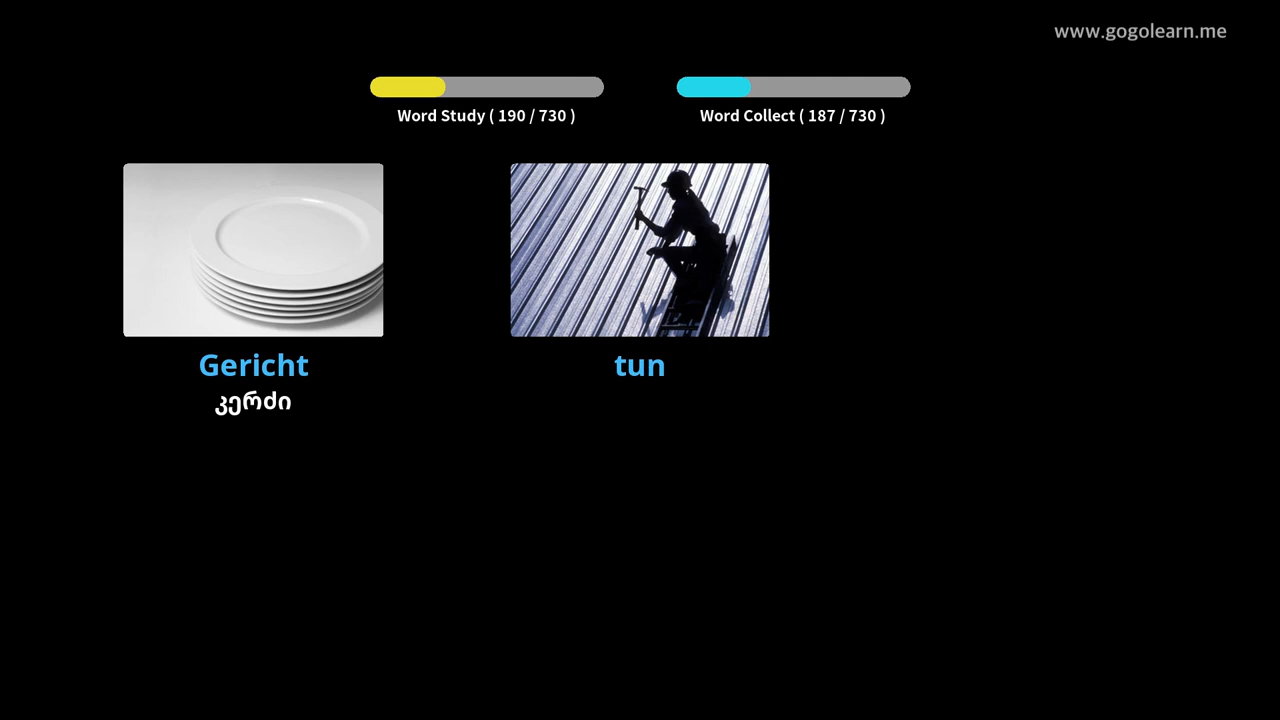 www.gogolearn.me
Word Study ( 190 / 730 )
Word Collect ( 187 / 730 )
Gericht
tun
კერძი